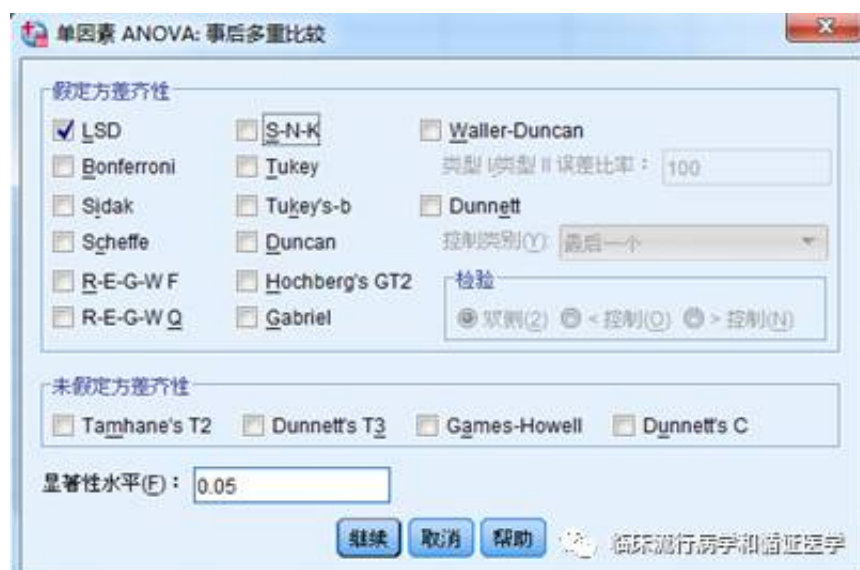 单因素 ANOVA: 事后多重比较
假定方差齐性
LSD S-N-K Waller-Duncan
Bonferroni Tukey 类型 I/类型 II 误差比率： 100
Sidak Tukey's-b Dunnett
Scheffe Duncan 控制类别(Y): 最后一个
R-E-G-W F Hochberg's GT2 检验
R-E-G-W Q Gabriel 双侧(2) < 控制(O) > 控制(N)
未假定方差齐性
Tamhane's T2 Dunnett's T3 Games-Howell Dunnett's C
显著性水平(F)： 0.05
继续 取消 帮助 临床流行病学和循证医学